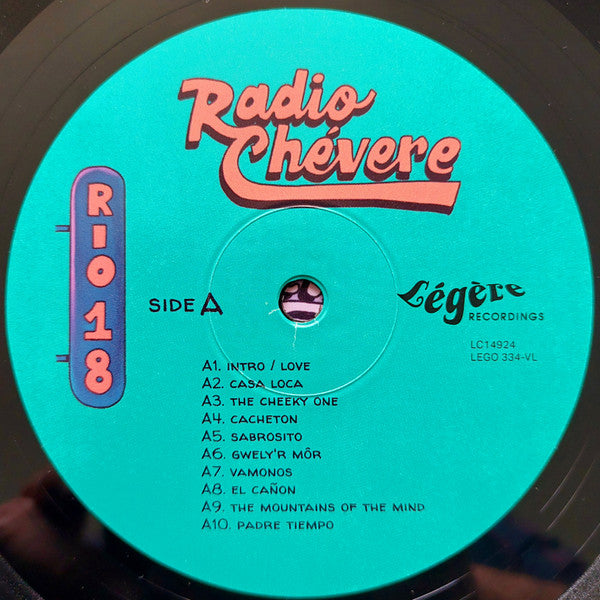 Radio
Chévere
RIO 18
SIDE A
Légère
RECORDINGS
LC14924
LEGO 334-VL
A1. INTRO / LOVE
A2. CASA LOCA
A3. THE CHEEKY ONE
A4. CACHETON
A5. SABROSITO
A6. GWELY'R MÔR
A7. VAMONOS
A8. EL CAÑON
A9. THE MOUNTAINS OF THE MIND
A10. PADRE TIEMPO